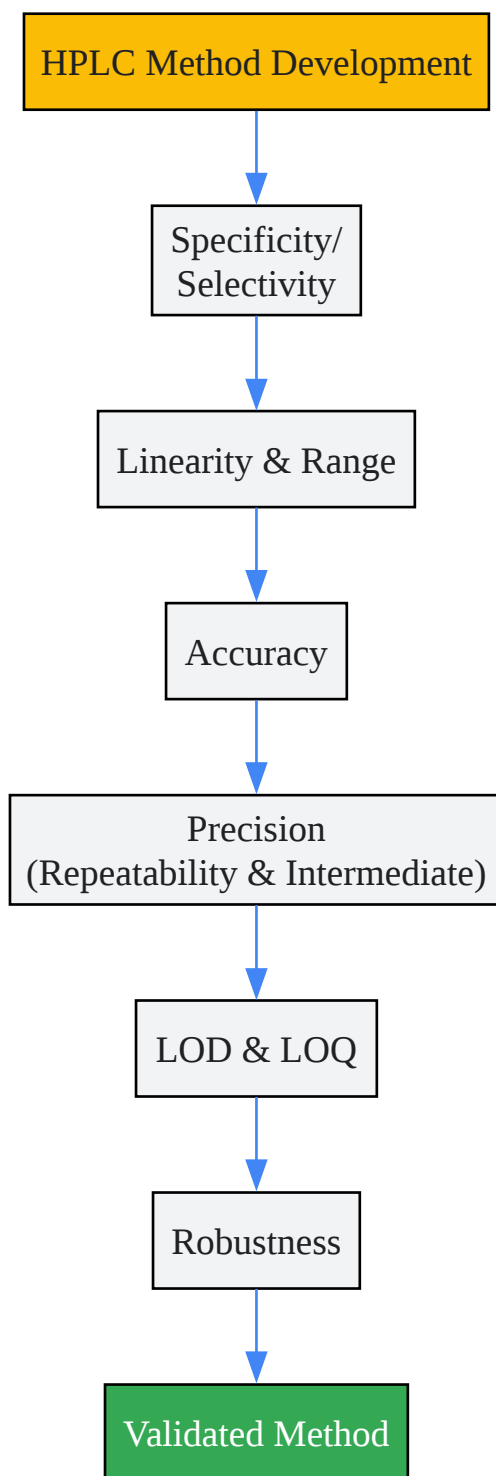 HPLC Method Development
Specificity/
Selectivity
Linearity & Range
Accuracy
Precision
(Repeatability & Intermediate)
LOD & LOQ
Robustness
Validated Method